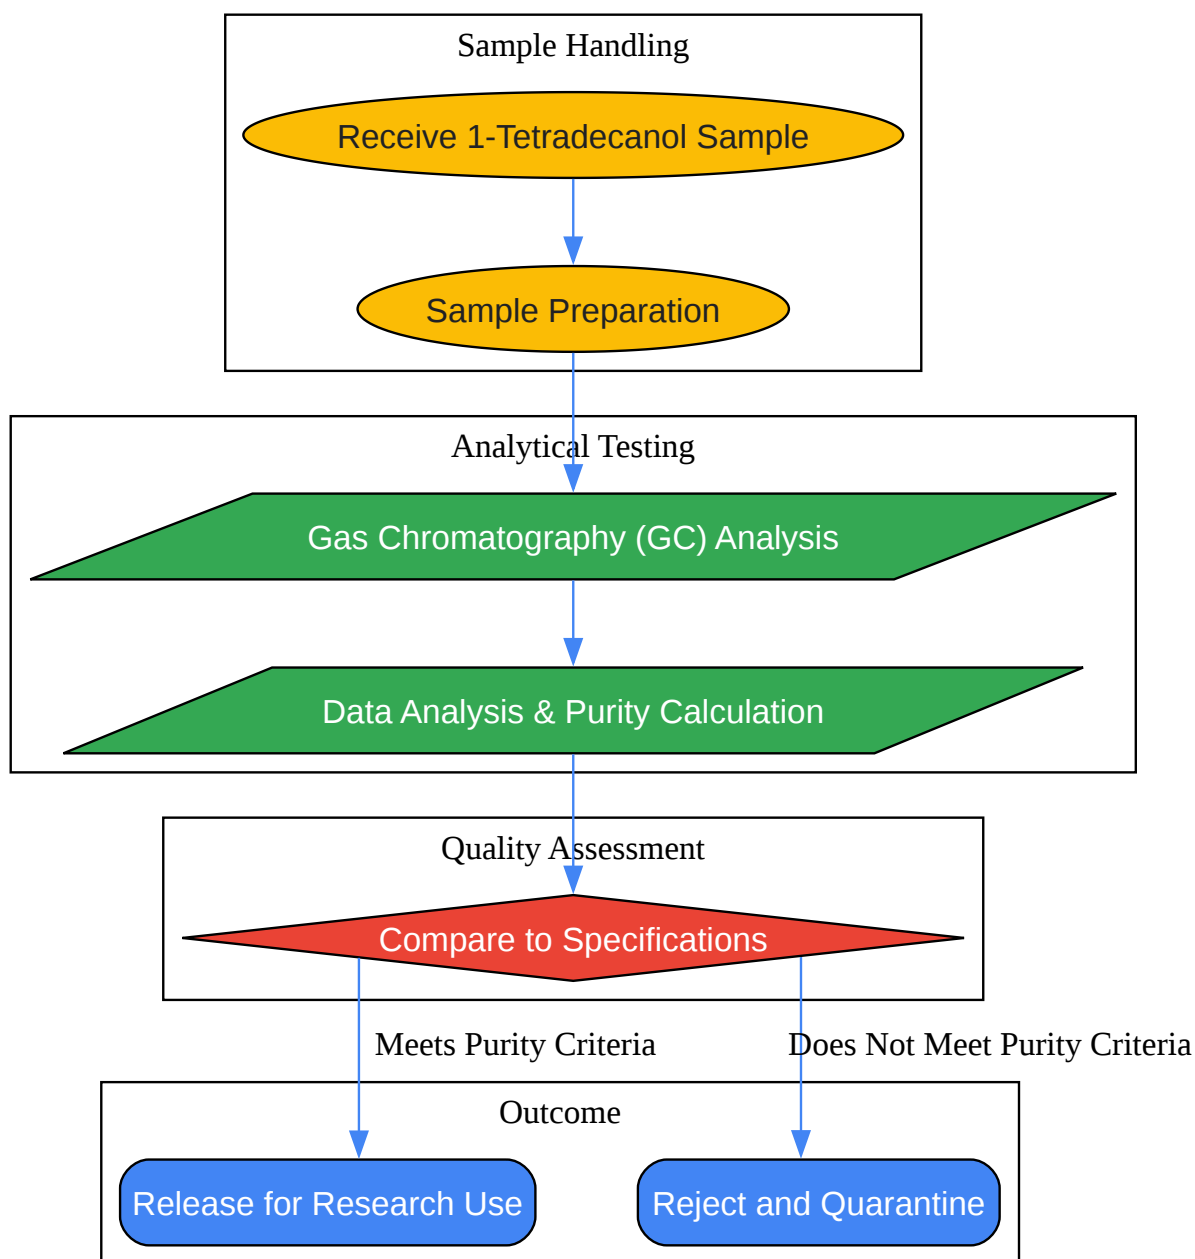 Sample Handling
Receive 1-Tetradecanol Sample
Sample Preparation
Analytical Testing
Gas Chromatography (GC) Analysis
Data Analysis & Purity Calculation
Quality Assessment
Compare to Specifications
Meets Purity Criteria
Does Not Meet Purity Criteria
Outcome
Release for Research Use
Reject and Quarantine